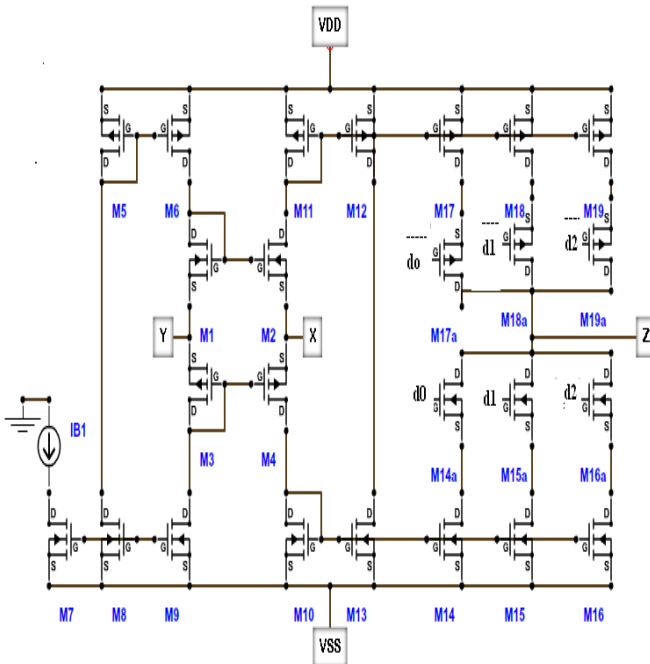 VDD
S S S S S S S
G G G G G G G
D D D D D D D
M5 M6 M11 M12 M17 M18 M19
D D S S S
G G G G G
do d1 d2
S S D D D
Y M1 M2 X M17a M18a M19a Z
S S D D D
G G G G G
d0 d1 d2
D D S S S
IB1 M3 M4 M14a M15a M16a
D D D D D D D D
G G G G G G G G
S S S S S S S S
M7 M8 M9 M10 M13 M14 M15 M16
VSS